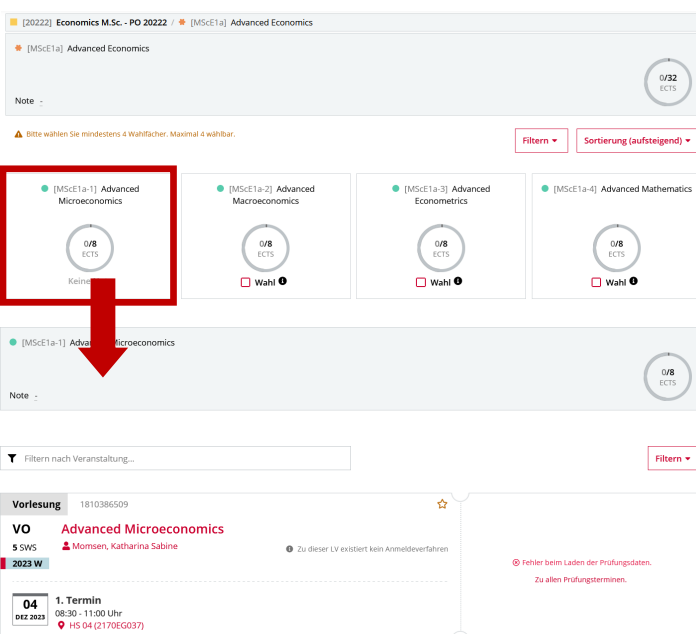 [20222] Economics M.Sc. - PO 20222 / [MScE1a] Advanced Economics
[MScE1a] Advanced Economics
0/32
ECTS
Note -
Bitte wählen Sie mindestens 4 Wahlfächer. Maximal 4 wählbar.
Filtern
Sortierung (aufsteigend)
[MScE1a-1] Advanced
Microeconomics
0/8
ECTS
Keine
[MScE1a-2] Advanced
Macroeconomics
0/8
ECTS
Wahl
[MScE1a-3] Advanced
Econometrics
0/8
ECTS
Wahl
[MScE1a-4] Advanced Mathematics
0/8
ECTS
Wahl
[MScE1a-1] Microeconomics
0/8
ECTS
Note -
Filtern nach Veranstaltung...
Filtern
Vorlesung 1810386509
VO Advanced Microeconomics
5 SWS Momsen, Katharina Sabine
Zu dieser LV existiert kein Anmeldeverfahren
2023 W
Fehler beim Laden der Prüfungsdaten.
Zu allen Prüfungsterminen.
04
DEZ 2023
1. Termin
08:30 - 11:00 Uhr
HS 04 (2170EG037)